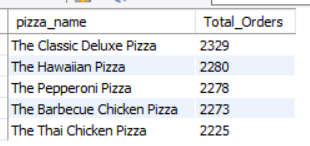 pizza_name Total_Orders
The Classic Deluxe Pizza 2329
The Hawaiian Pizza 2280
The Pepperoni Pizza 2278
The Barbecue Chicken Pizza 2273
The Thai Chicken Pizza 2225